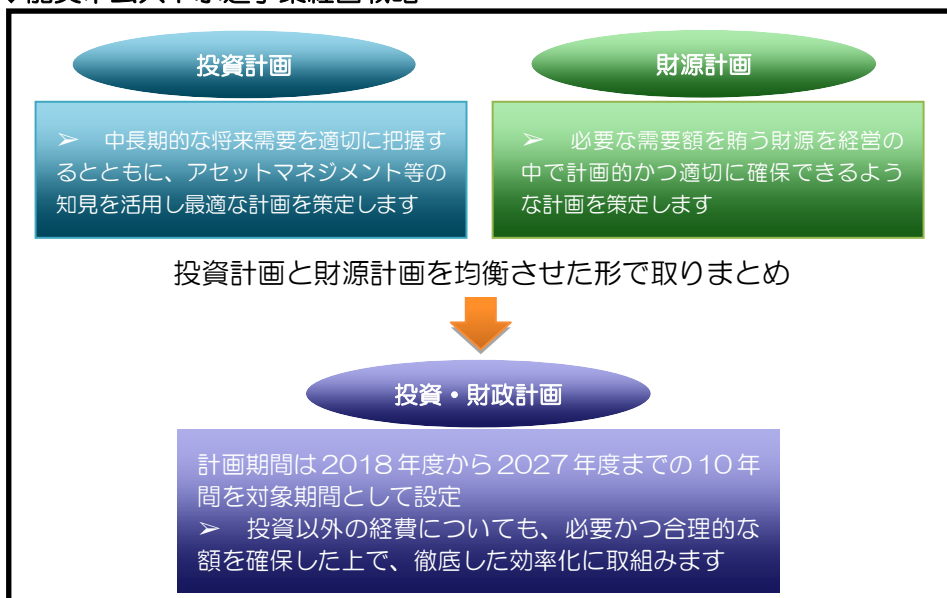 投資計画
財源計画
➢ 中長期的な将来需要を適切に把握す
るとともに、アセットマネジメント等の
知見を活用し最適な計画を策定します
➢ 必要な需要額を賄う財源を経営の
中で計画的かつ適切に確保できるよう
な計画を策定します
投資計画と財源計画を均衡させた形で取りまとめ
投資・財政計画
計画期間は2018年度から2027年度までの10年
間を対象期間として設定
➢ 投資以外の経費についても、必要かつ合理的な
額を確保した上で、徹底した効率化に取組みます